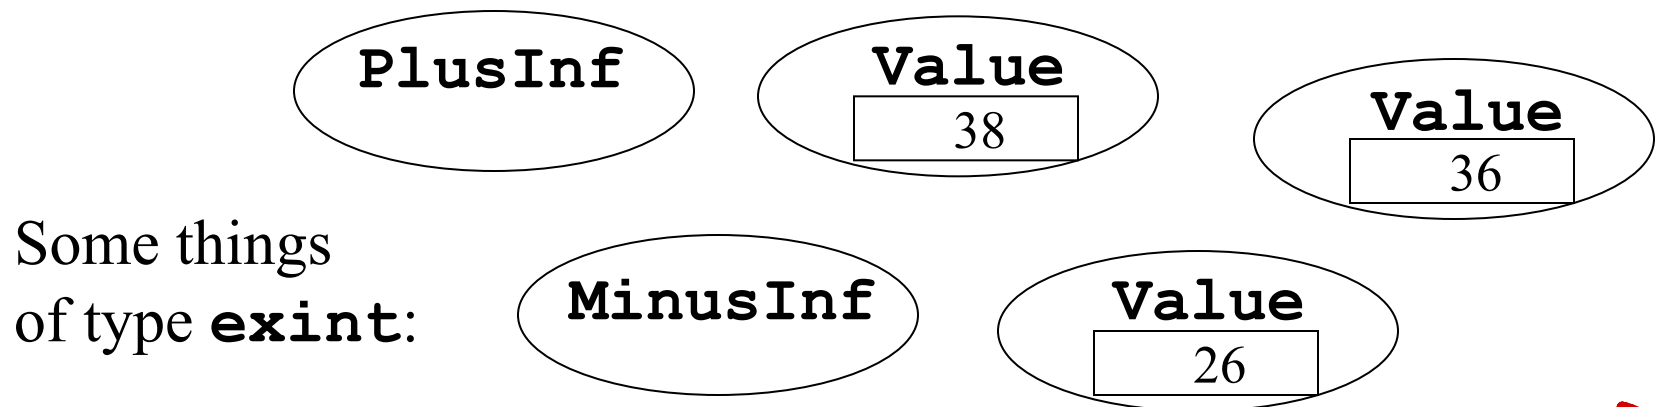 PlusInf
Value
38
Value
36
Some things
of type exint:
MinusInf
Value
26